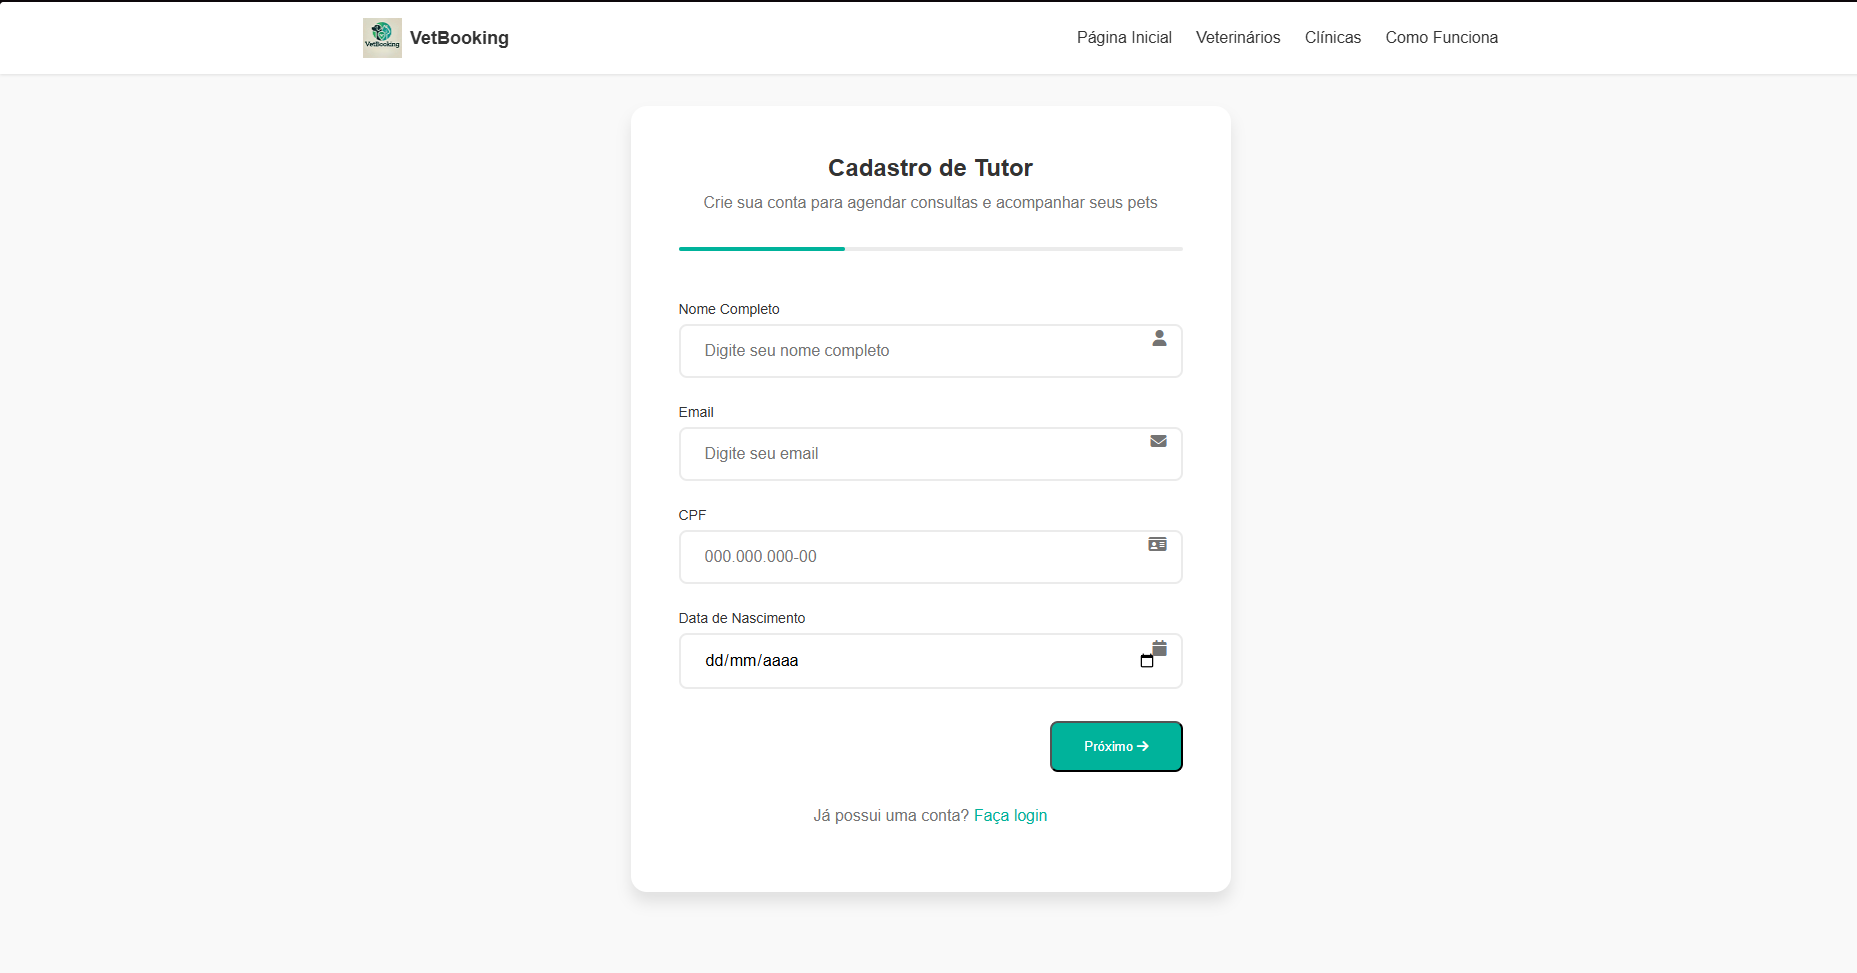 VetBooking
VetBooking
Página Inicial
Veterinários
Clínicas
Como Funciona
Cadastro de Tutor
Crie sua conta para agendar consultas e acompanhar seus pets
Nome Completo
Digite seu nome completo
Email
Digite seu email
CPF
000.000.000-00
Data de Nascimento
dd/mm/aaaa
Próximo
Já possui uma conta? Faça login